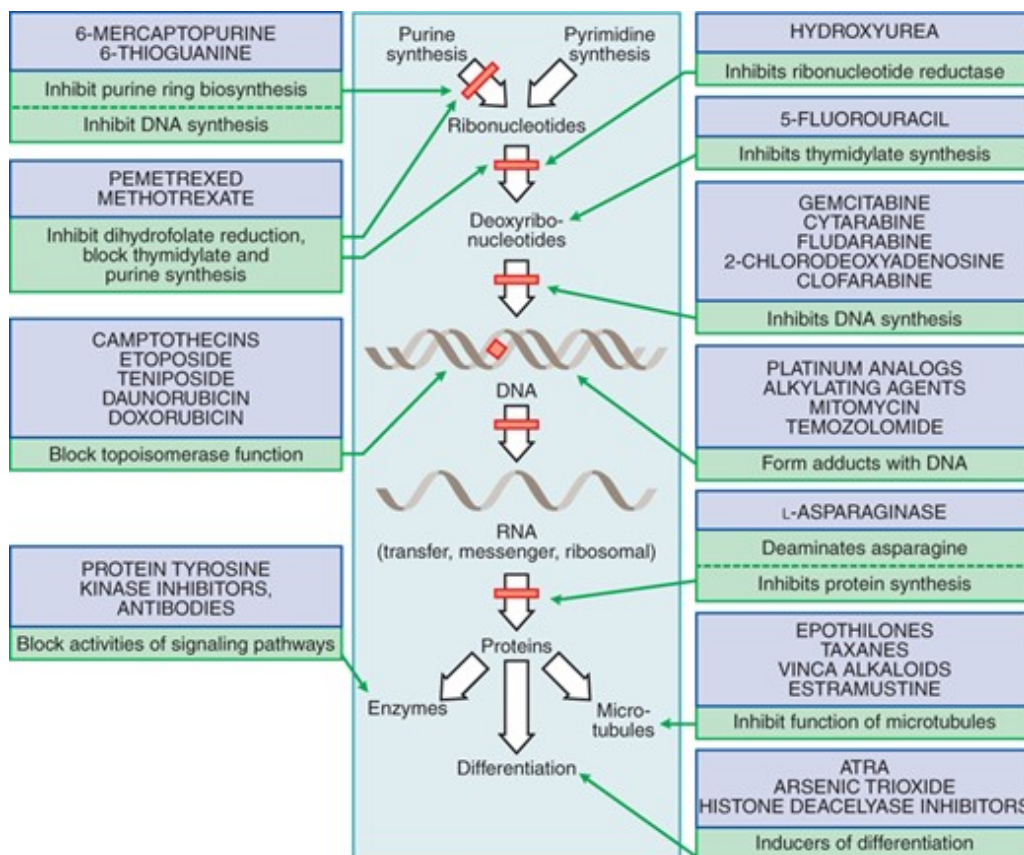 6-MERCAPTOPURINE
6-THIOGUANINE
Inhibit purine ring biosynthesis
Inhibit DNA synthesis
PEMETREXED
METHOTREXATE
Inhibit dihydrofolate reduction,
block thymidylate and
purine synthesis
CAMPTOTHECINS
ETOPOSIDE
TENIPOSIDE
DAUNORUBICIN
DOXORUBICIN
Block topoisomerase function
PROTEIN TYROSINE
KINASE INHIBITORS,
ANTIBODIES
Block activities of signaling pathways
Purine
synthesis
Pyrimidine
synthesis
Ribonucleotides
Deoxyribo-
nucleotides
DNA
RNA
(transfer, messenger, ribosomal)
Proteins
Enzymes
Micro-
tubules
Differentiation
HYDROXYUREA
Inhibits ribonucleotide reductase
5-FLUOROURACIL
Inhibits thymidylate synthesis
GEMCITABINE
CYTARABINE
FLUDARABINE
2-CHLORODEOXYADENOSINE
CLOFARABINE
Inhibits DNA synthesis
PLATINUM ANALOGS
ALKYLATING AGENTS
MITOMYCIN
TEMOZOLOMIDE
Form adducts with DNA
L-ASPARAGINASE
Deaminates asparagine
Inhibits protein synthesis
EPOTHILONES
TAXANES
VINCA ALKALOIDS
ESTRAMUSTINE
Inhibit function of microtubules
ATRA
ARSENIC TRIOXIDE
HISTONE DEACELYASE INHIBITORS
Inducers of differentiation